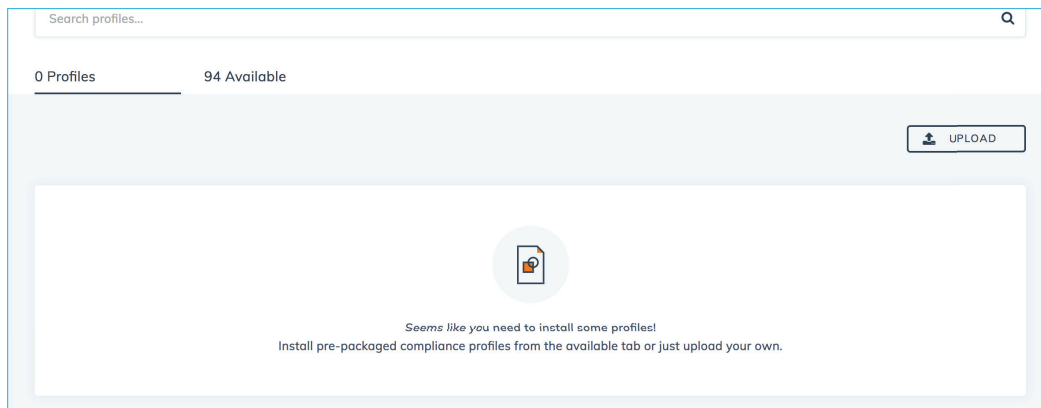 Search profiles...
0 Profiles
94 Available
UPLOAD
Seems like you need to install some profiles!
Install pre-packaged compliance profiles from the available tab or just upload your own.